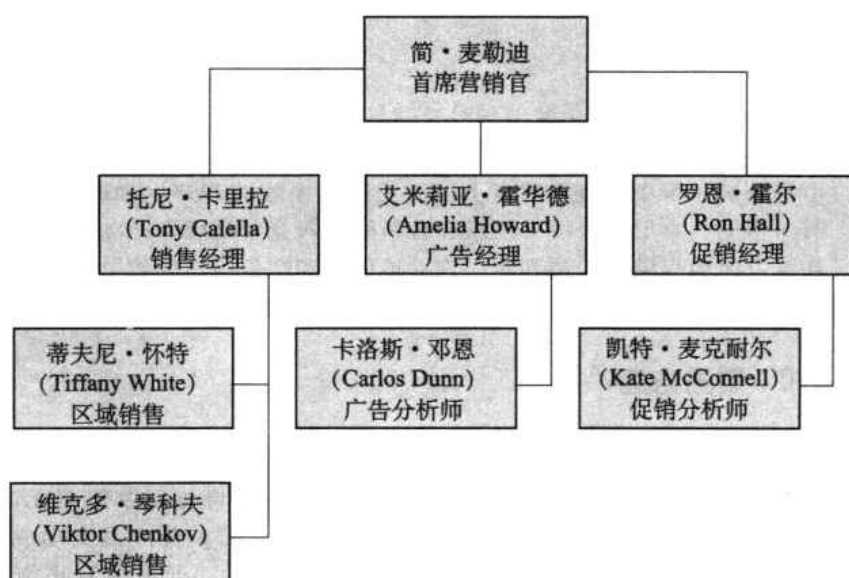 简·麦勒迪
首席营销官
托尼·卡里拉
(Tony Calella)
销售经理
艾米莉亚·霍华德
(Amelia Howard)
广告经理
罗恩·霍尔
(Ron Hall)
促销经理
蒂夫尼·怀特
(Tiffany White)
区域销售
卡洛斯·邓恩
(Carlos Dunn)
广告分析师
凯特·麦克耐尔
(Kate McConnell)
促销分析师
维克多·琴科夫
(Viktor Chenkov)
区域销售